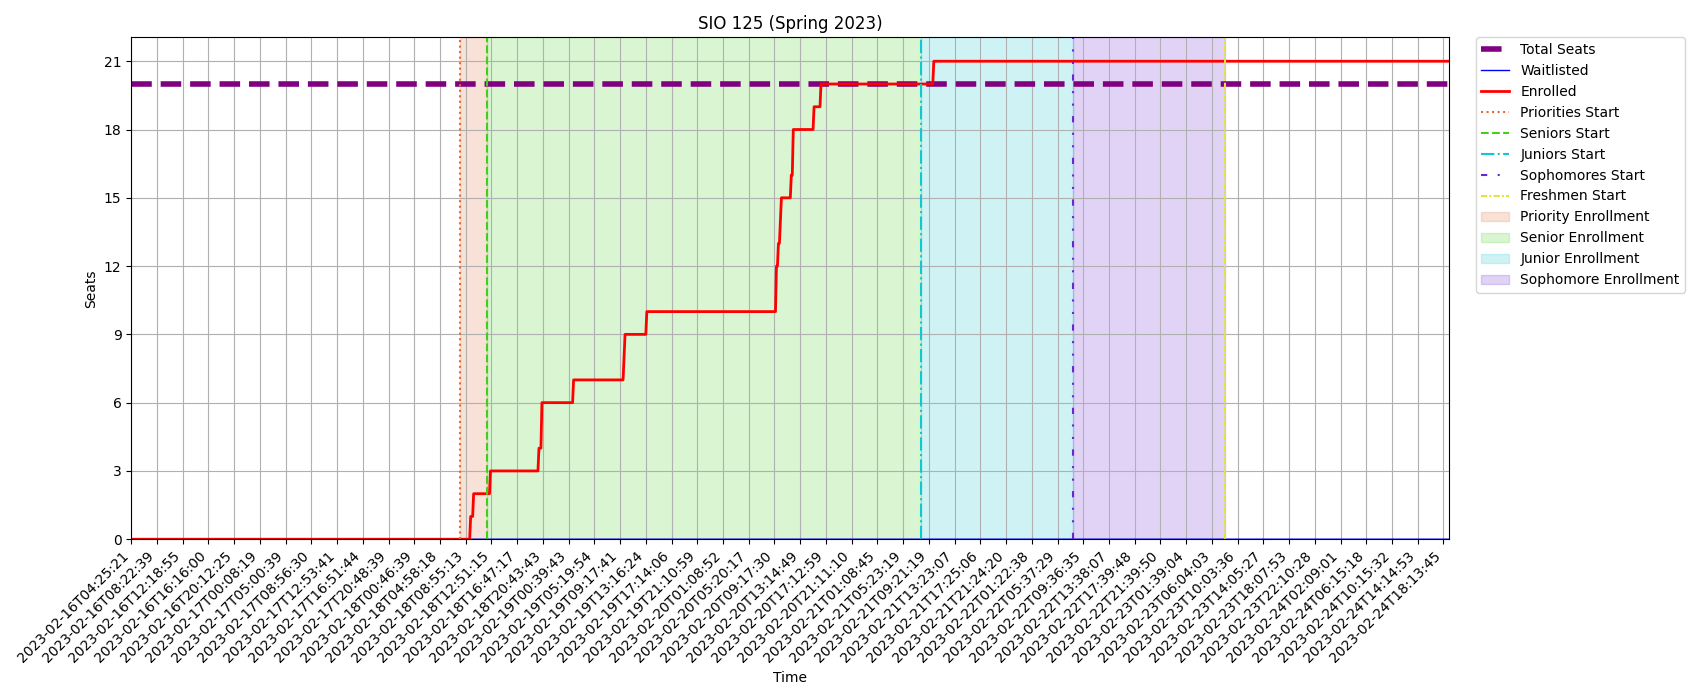 SIO 125 (Spring 2023)
Total Seats
Waitlisted
Enrolled
Priorities Start
Seniors Start
Juniors Start
Sophomores Start
Freshmen Start
Priority Enrollment
Senior Enrollment
Junior Enrollment
Sophomore Enrollment
Seats
21
18
15
12
9
6
3
0
2023-02-16T04:25:21
2023-02-16T08:22:39
2023-02-16T12:18:55
2023-02-16T16:16:00
2023-02-16T20:12:25
2023-02-17T00:08:19
2023-02-17T05:00:39
2023-02-17T08:56:30
2023-02-17T12:53:41
2023-02-17T16:51:44
2023-02-17T20:48:39
2023-02-18T00:46:39
2023-02-18T04:58:18
2023-02-18T08:55:13
2023-02-18T12:51:15
2023-02-18T16:47:17
2023-02-18T20:43:43
2023-02-19T00:39:43
2023-02-19T05:19:54
2023-02-19T09:17:41
2023-02-19T13:16:24
2023-02-19T17:14:06
2023-02-19T21:10:59
2023-02-20T01:08:52
2023-02-20T05:20:17
2023-02-20T09:17:30
2023-02-20T13:14:49
2023-02-20T17:12:59
2023-02-20T21:11:10
2023-02-21T01:08:45
2023-02-21T05:23:19
2023-02-21T09:21:19
2023-02-21T13:23:07
2023-02-21T17:25:06
2023-02-21T21:24:20
2023-02-22T01:22:38
2023-02-22T05:37:29
2023-02-22T09:36:35
2023-02-22T13:38:07
2023-02-22T17:39:48
2023-02-22T21:39:50
2023-02-23T01:39:04
2023-02-23T06:04:03
2023-02-23T10:03:36
2023-02-23T14:05:27
2023-02-23T18:07:53
2023-02-23T22:10:28
2023-02-24T02:09:01
2023-02-24T06:15:18
2023-02-24T10:15:32
2023-02-24T14:14:53
2023-02-24T18:13:45
Time